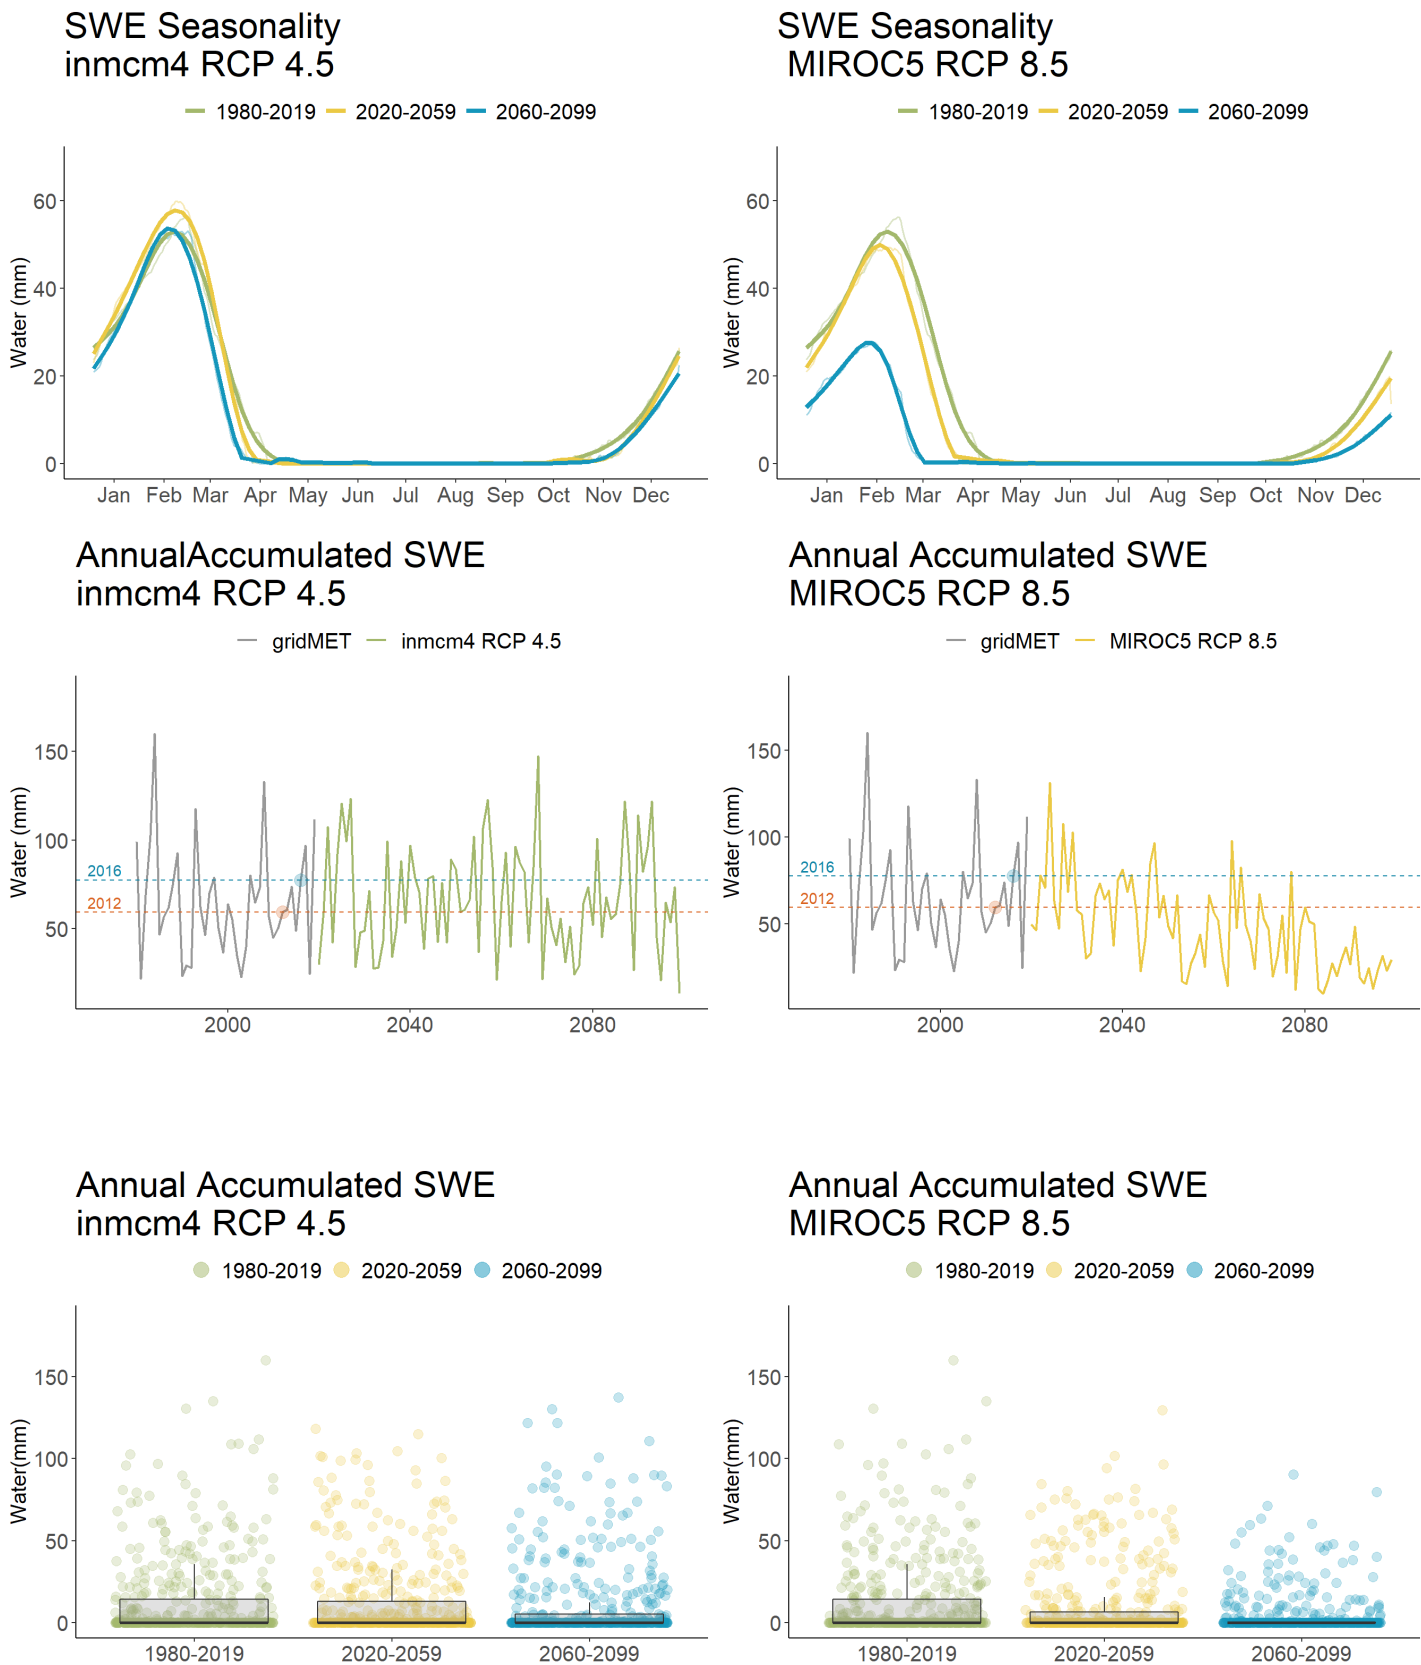 SWE Seasonality
inmcm4 RCP 4.5
1980-2019 2020-2059 2060-2099
Water (mm)
60
40
20
0
Jan Feb Mar Apr May Jun Jul Aug Sep Oct Nov Dec
SWE Seasonality
MIROC5 RCP 8.5
1980-2019 2020-2059 2060-2099
Water (mm)
60
40
20
0
Jan Feb Mar Apr May Jun Jul Aug Sep Oct Nov Dec
AnnualAccumulated SWE
inmcm4 RCP 4.5
gridMET inmcm4 RCP 4.5
Water (mm)
150
100
50
2016
2012
2000 2040 2080
Annual Accumulated SWE
MIROC5 RCP 8.5
gridMET MIROC5 RCP 8.5
Water (mm)
150
100
50
2016
2012
2000 2040 2080
Annual Accumulated SWE
inmcm4 RCP 4.5
1980-2019 2020-2059 2060-2099
Water(mm)
150
100
50
0
1980-2019 2020-2059 2060-2099
Annual Accumulated SWE
MIROC5 RCP 8.5
1980-2019 2020-2059 2060-2099
Water(mm)
150
100
50
0
1980-2019 2020-2059 2060-2099